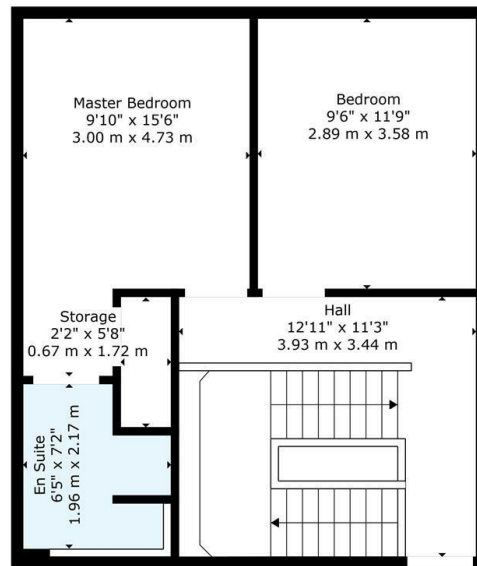 Master Bedroom
9'10" x 15'6"
3.00 m x 4.73 m
Bedroom
9'6" x 11'9"
2.89 m x 3.58 m
Storage
2'2" x 5'8"
0.67 m x 1.72 m
Hall
12'11" x 11'3"
3.93 m x 3.44 m
En Suite
6'5" x 7'2"
1.96 m x 2.17 m